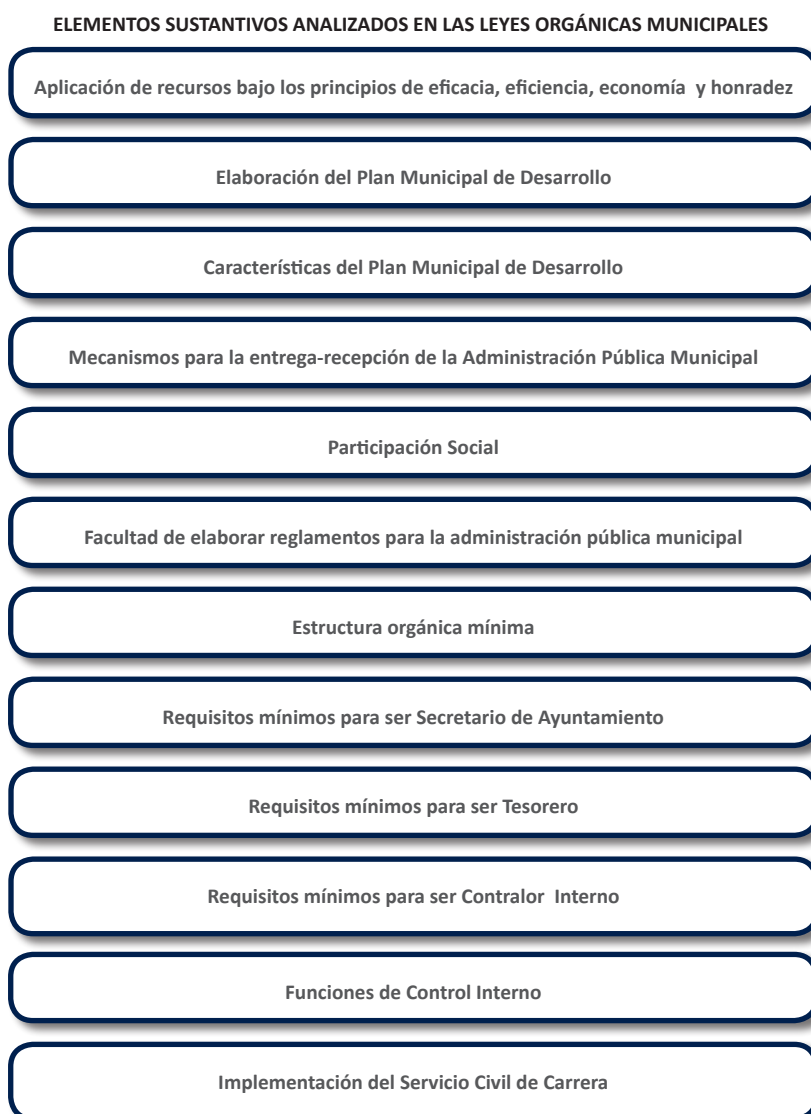 ELEMENTOS SUSTANTIVOS ANALIZADOS EN LAS LEYES ORGÁNICAS MUNICIPALES
Aplicación de recursos bajo los principios de eficacia, eficiencia, economía y honradez
Elaboración del Plan Municipal de Desarrollo
Características del Plan Municipal de Desarrollo
Mecanismos para la entrega-recepción de la Administración Pública Municipal
Participación Social
Facultad de elaborar reglamentos para la administración pública municipal
Estructura orgánica mínima
Requisitos mínimos para ser Secretario de Ayuntamiento
Requisitos mínimos para ser Tesorero
Requisitos mínimos para ser Contralor Interno
Funciones de Control Interno
Implementación del Servicio Civil de Carrera